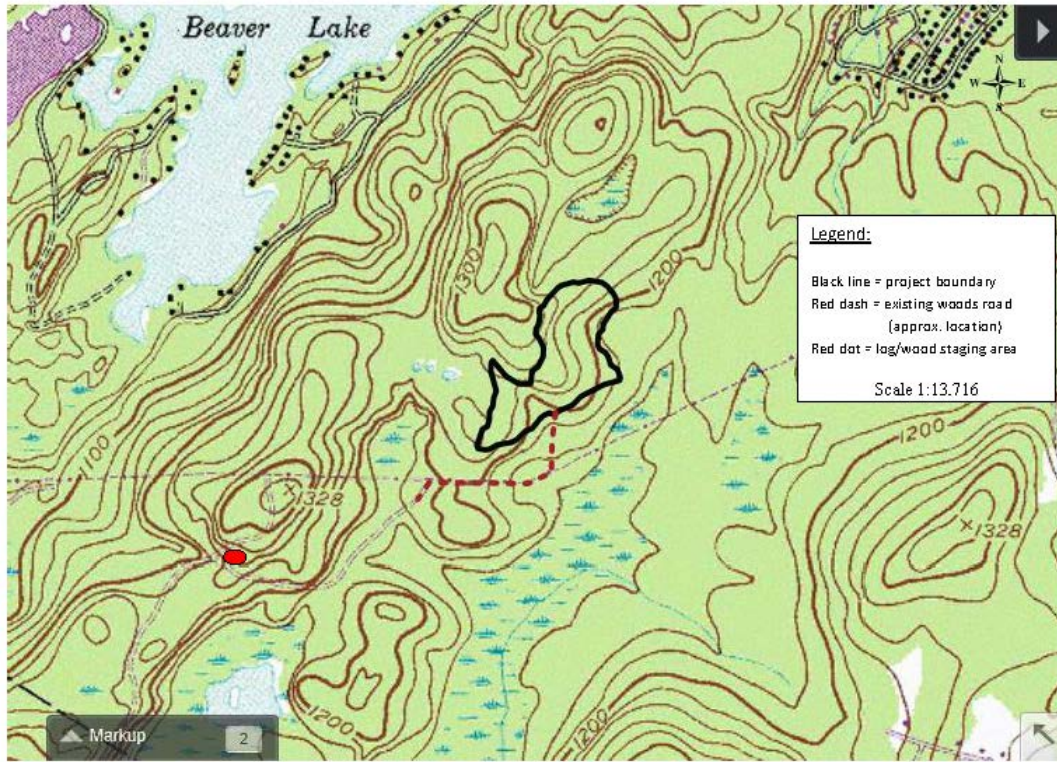 Beaver Lake
N
W E
S
1300
1200
Legend:
Black line = project boundary
Red dash = existing woods road
(approx. location)
Red dot = log/wood staging area
Scale 1:13.716
1100
1200
×1328
×1328
1200
1200
Markup
2